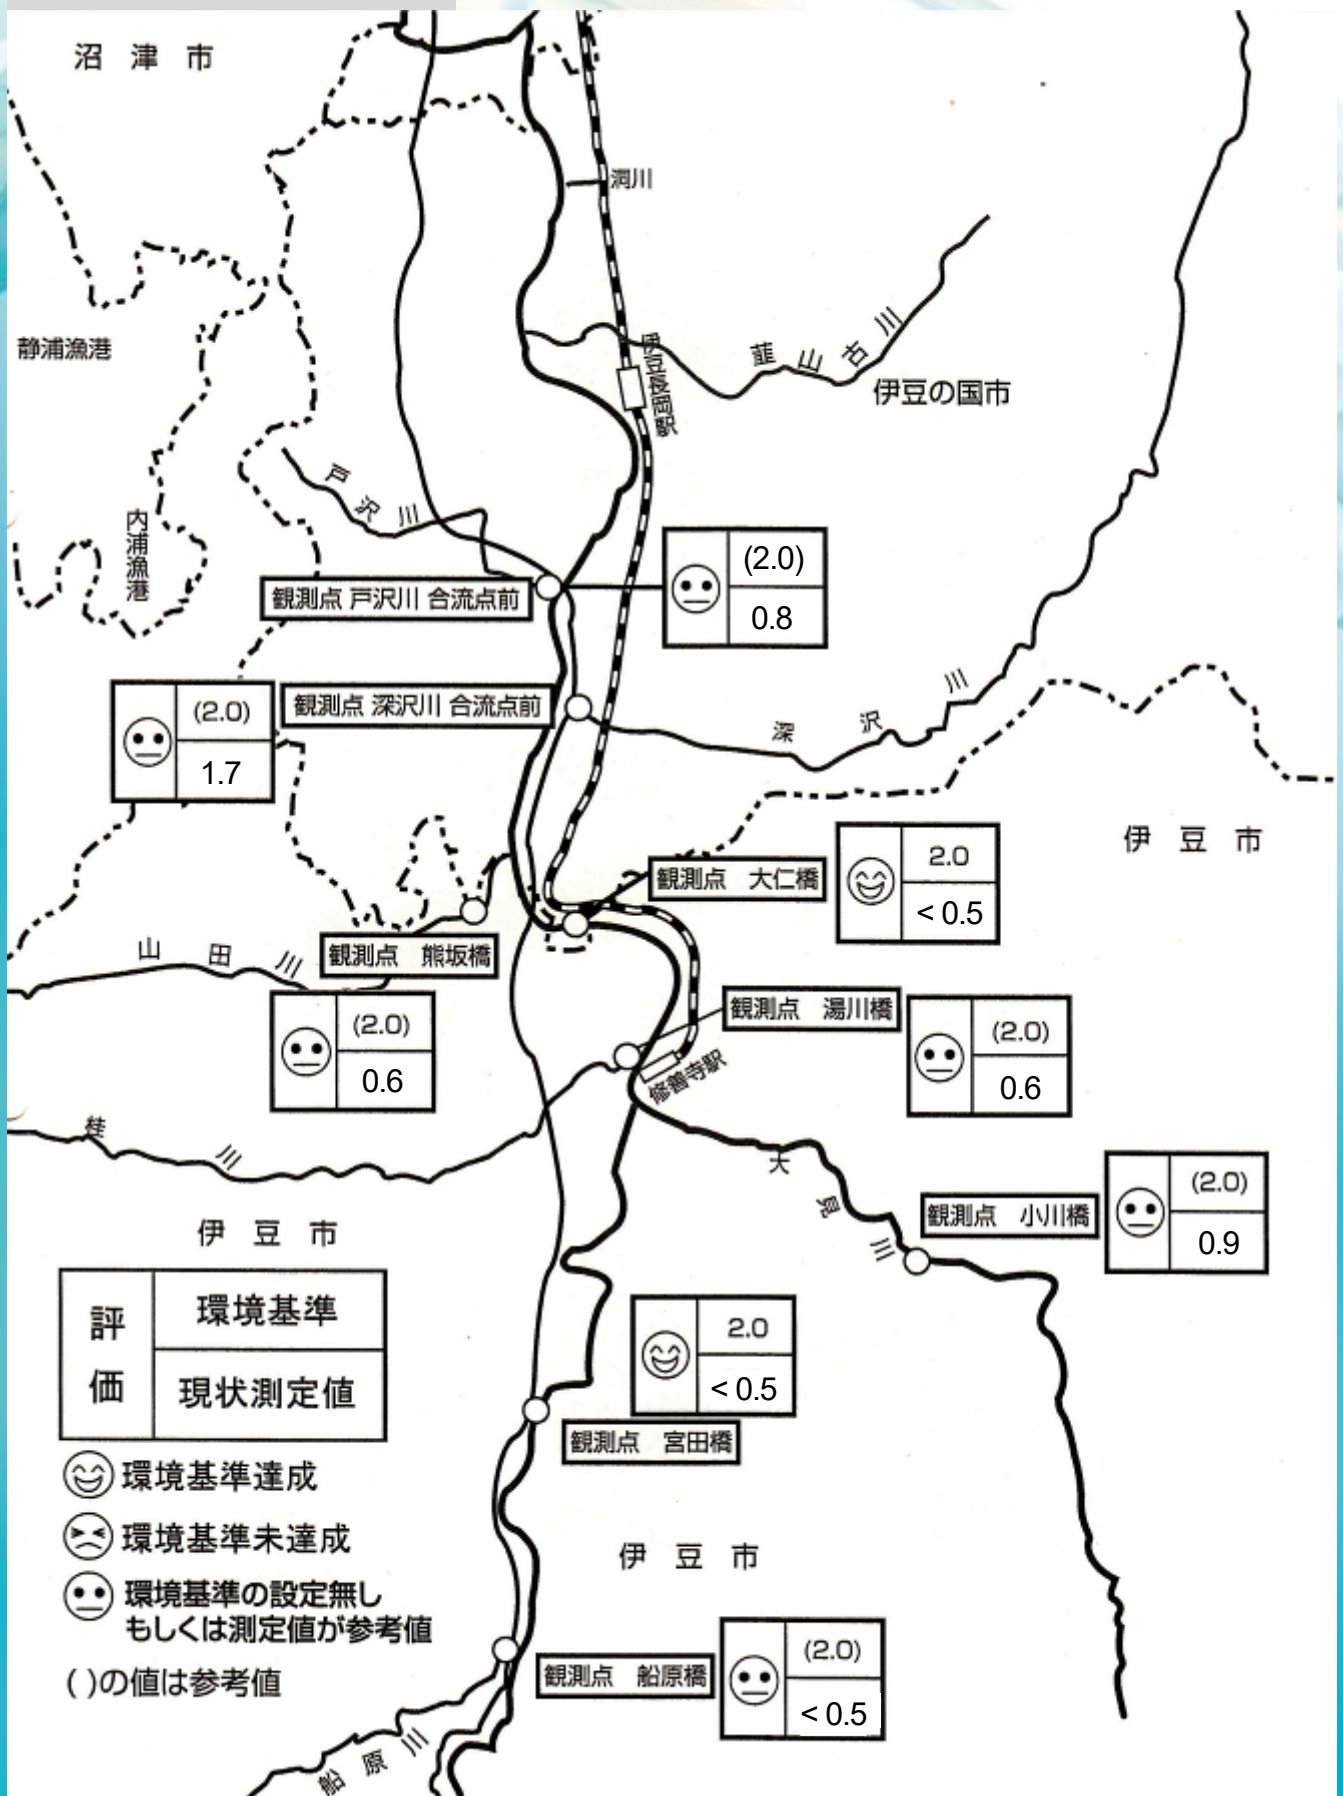 沼津市
洞川
静浦漁港
韮山古川
伊豆の国市
伊豆長岡駅
戸沢川
内浦漁港
(2.0)
0.8
観測点 戸沢川 合流点前
川
(2.0)
1.7
観測点 深沢川 合流点前
深沢
伊豆市
2.0
< 0.5
観測点 大仁橋
山田川
観測点 熊坂橋
(2.0)
0.6
観測点 湯川橋
(2.0)
0.6
修善寺駅
桂川
大見川
(2.0)
0.9
観測点 小川橋
伊豆市
評価
環境基準
現状測定値
2.0
< 0.5
観測点 宮田橋
環境基準達成
環境基準未達成
環境基準の設定無し
もしくは測定値が参考値
( )の値は参考値
伊豆市
(2.0)
< 0.5
観測点 船原橋
船原川